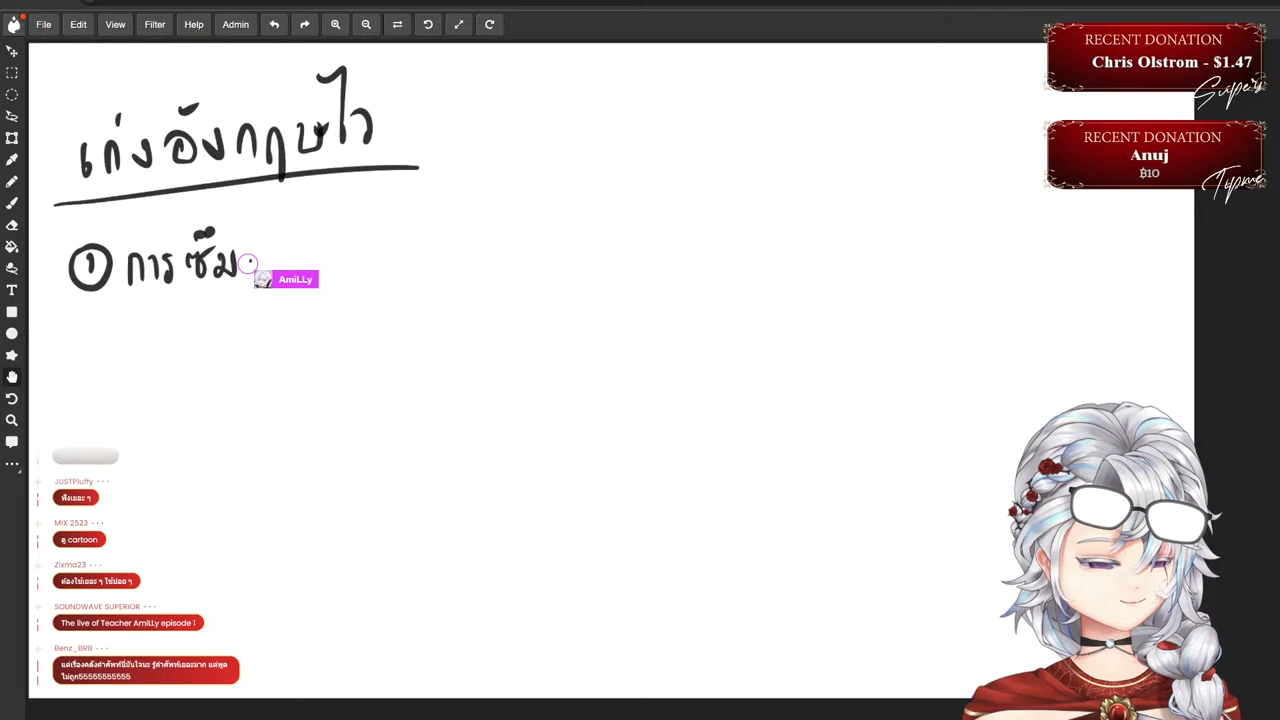 File Edit View Filter Help Admin
RECENT DONATION
Chris Olstrom - $1.47
Supers
RECENT DONATION
Anuj
฿10
Tipme
เก่งอังกฤษไว
① การซึม
AmiLLy
JUSTPluffy
ฟังเยอะ ๆ
MIX 2523
ดู cartoon
Zixma23
ต้องใช้เยอะ ๆ ใช้บ่อย ๆ
SOUNDWAVE SUPERIOR
The live of Teacher AmiLLy episode 1
Benz_BRB
แต่เรื่องคลังคำศัพท์นี่มั่นใจนะ รู้คำศัพท์เยอะมาก แต่พูด
ไม่ถูก55555555555